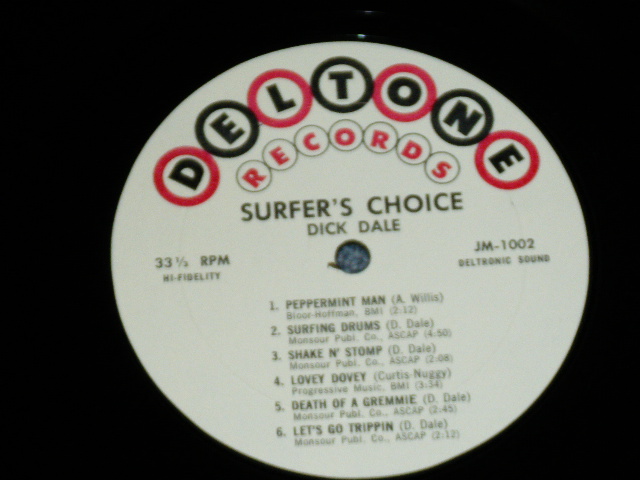 DELTONE
RECORDS
SURFER'S CHOICE
DICK DALE
33⅓ RPM
HI-FIDELITY
JM-1002
DELTRONIC SOUND
1. PEPPERMINT MAN (A. Willis)
Bloor-Hoffman, BMI (2:12)
2. SURFING DRUMS (D. Dale)
Monsour Publ. Co., ASCAP (4:50)
3. SHAKE N' STOMP (D. Dale)
Monsour Publ. Co., ASCAP (2:08)
4. LOVEY DOVEY (Curtis-Nuggy)
Progressive Music, BMI (3:34)
5. DEATH OF A GREMMIE (D. Dale)
Monsour Publ. Co., ASCAP (2:45)
6. LET'S GO TRIPPIN (D. Dale)
Monsour Publ. Co., ASCAP (2:12)